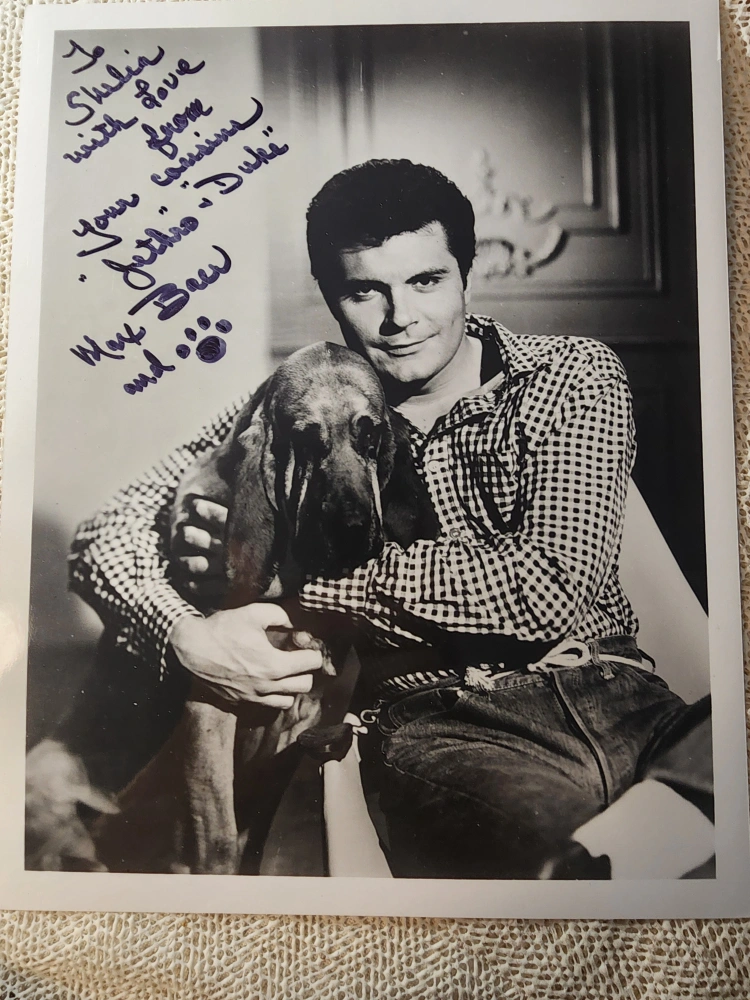 To
Shelia
with Love
from
"Your "cousins"
"Jethro" "Duke"
Max Baer
and